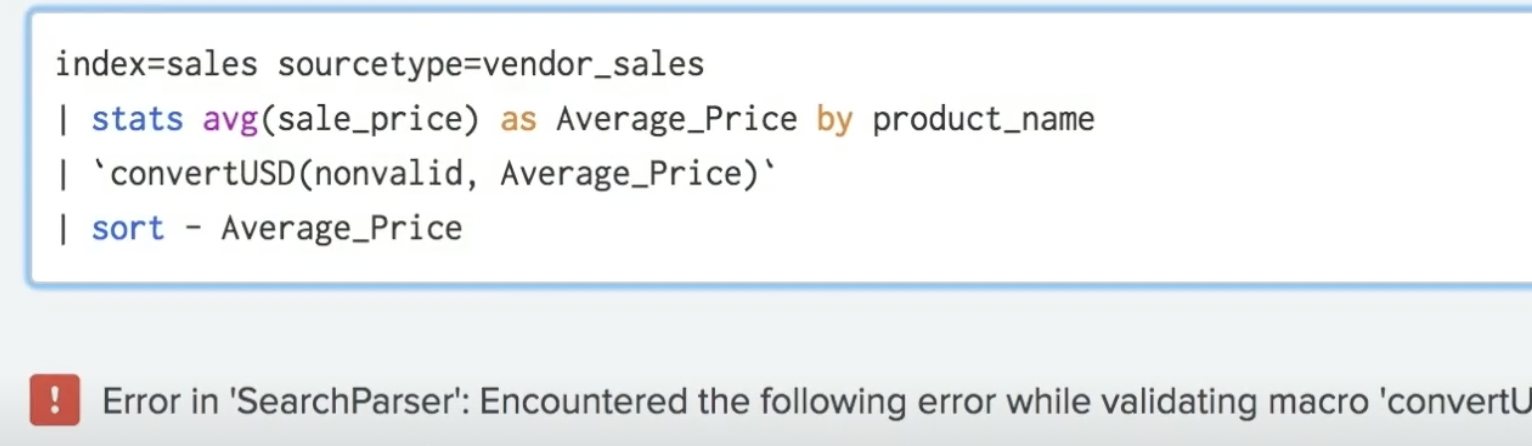 index=sales sourcetype=vendor_sales
| stats avg(sale_price) as Average_Price by product_name
| `convertUSD(nonvalid, Average_Price)`
| sort - Average_Price
! Error in 'SearchParser': Encountered the following error while validating macro 'convertU